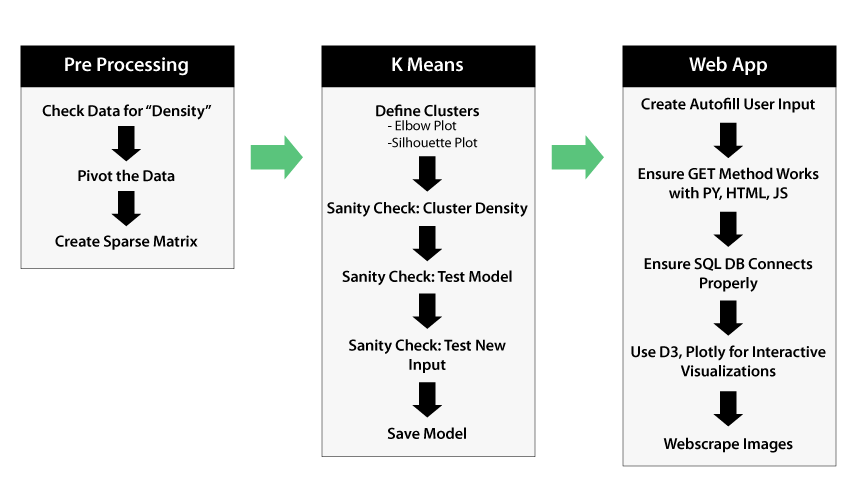 Pre Processing
Check Data for “Density”
Pivot the Data
Create Sparse Matrix
K Means
Define Clusters
- Elbow Plot
-Silhouette Plot
Sanity Check: Cluster Density
Sanity Check: Test Model
Sanity Check: Test New
Input
Save Model
Web App
Create Autofill User Input
Ensure GET Method Works
with PY, HTML, JS
Ensure SQL DB Connects
Properly
Use D3, Plotly for Interactive
Visualizations
Webscrape Images